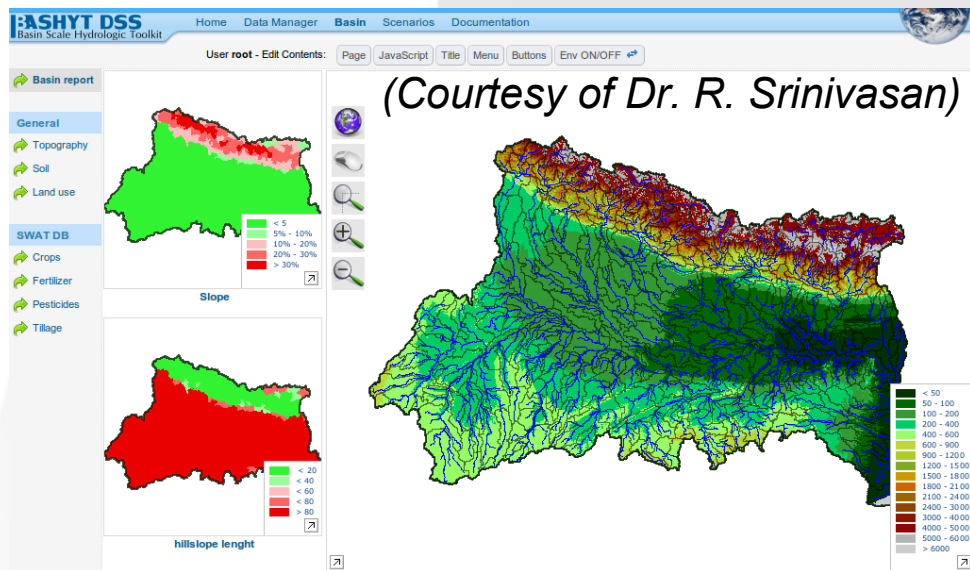 BASHYT DSS
Basin Scale Hydrologic Toolkit
Home Data Manager Basin Scenarios Documentation
User root - Edit Contents: Page JavaScript Title Menu Buttons Env ON/OFF
Basin report
General
Topography
Soil
Land use
SWAT DB
Crops
Fertilizer
Pesticides
Tillage
< 5
5% - 10%
10% - 20%
20% - 30%
> 30%
Slope
< 20
< 40
< 60
< 80
> 80
hillslope lenght
(Courtesy of Dr. R. Srinivasan)
< 50
50 - 100
100 - 200
200 - 400
400 - 600
600 - 900
900 - 1200
1200 - 1500
1500 - 1800
1800 - 2100
2100 - 2400
2400 - 3000
3000 - 4000
4000 - 5000
5000 - 6000
> 6000